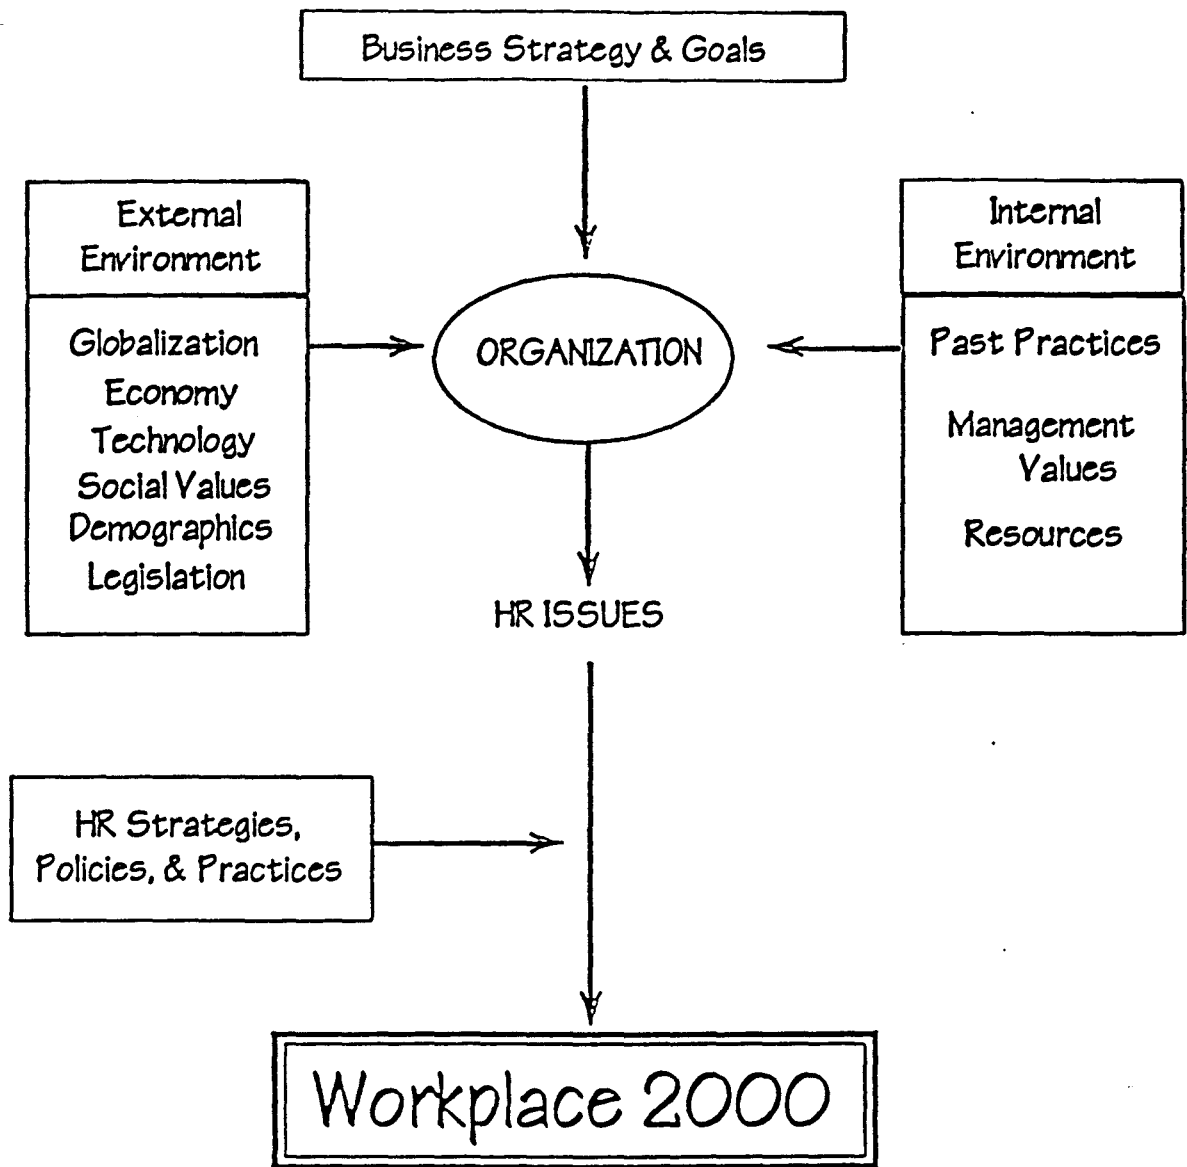 Business Strategy & Goals
External
Environment
Globalization
Economy
Technology
Social Values
Demographics
Legislation
ORGANIZATION
Internal
Environment
Past Practices
Management
Values
Resources
HR ISSUES
HR Strategies,
Policies, & Practices
Workplace 2000